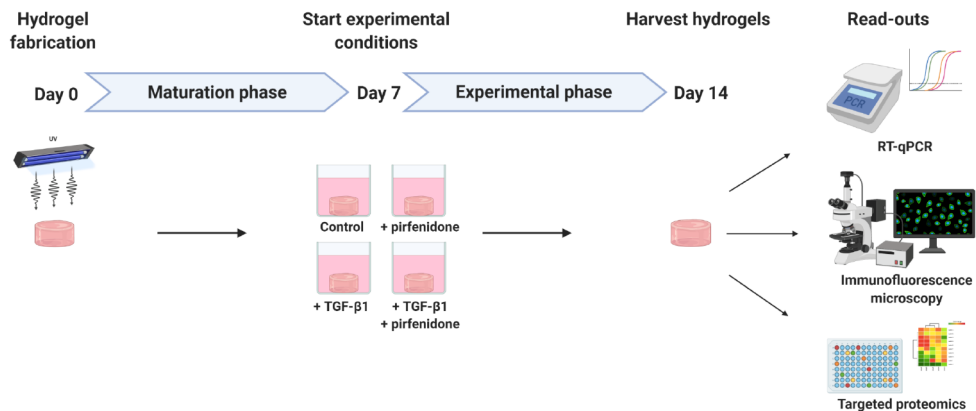 Hydrogel
fabrication
Start experimental
conditions
Harvest hydrogels
Read-outs
Day 0
Maturation phase
Day 7
Experimental phase
Day 14
UV
PCR
RT-qPCR
Control
+ pirfenidone
+ TGF-β1
+ TGF-β1
+ pirfenidone
Immunofluorescence
microscopy
Targeted proteomics